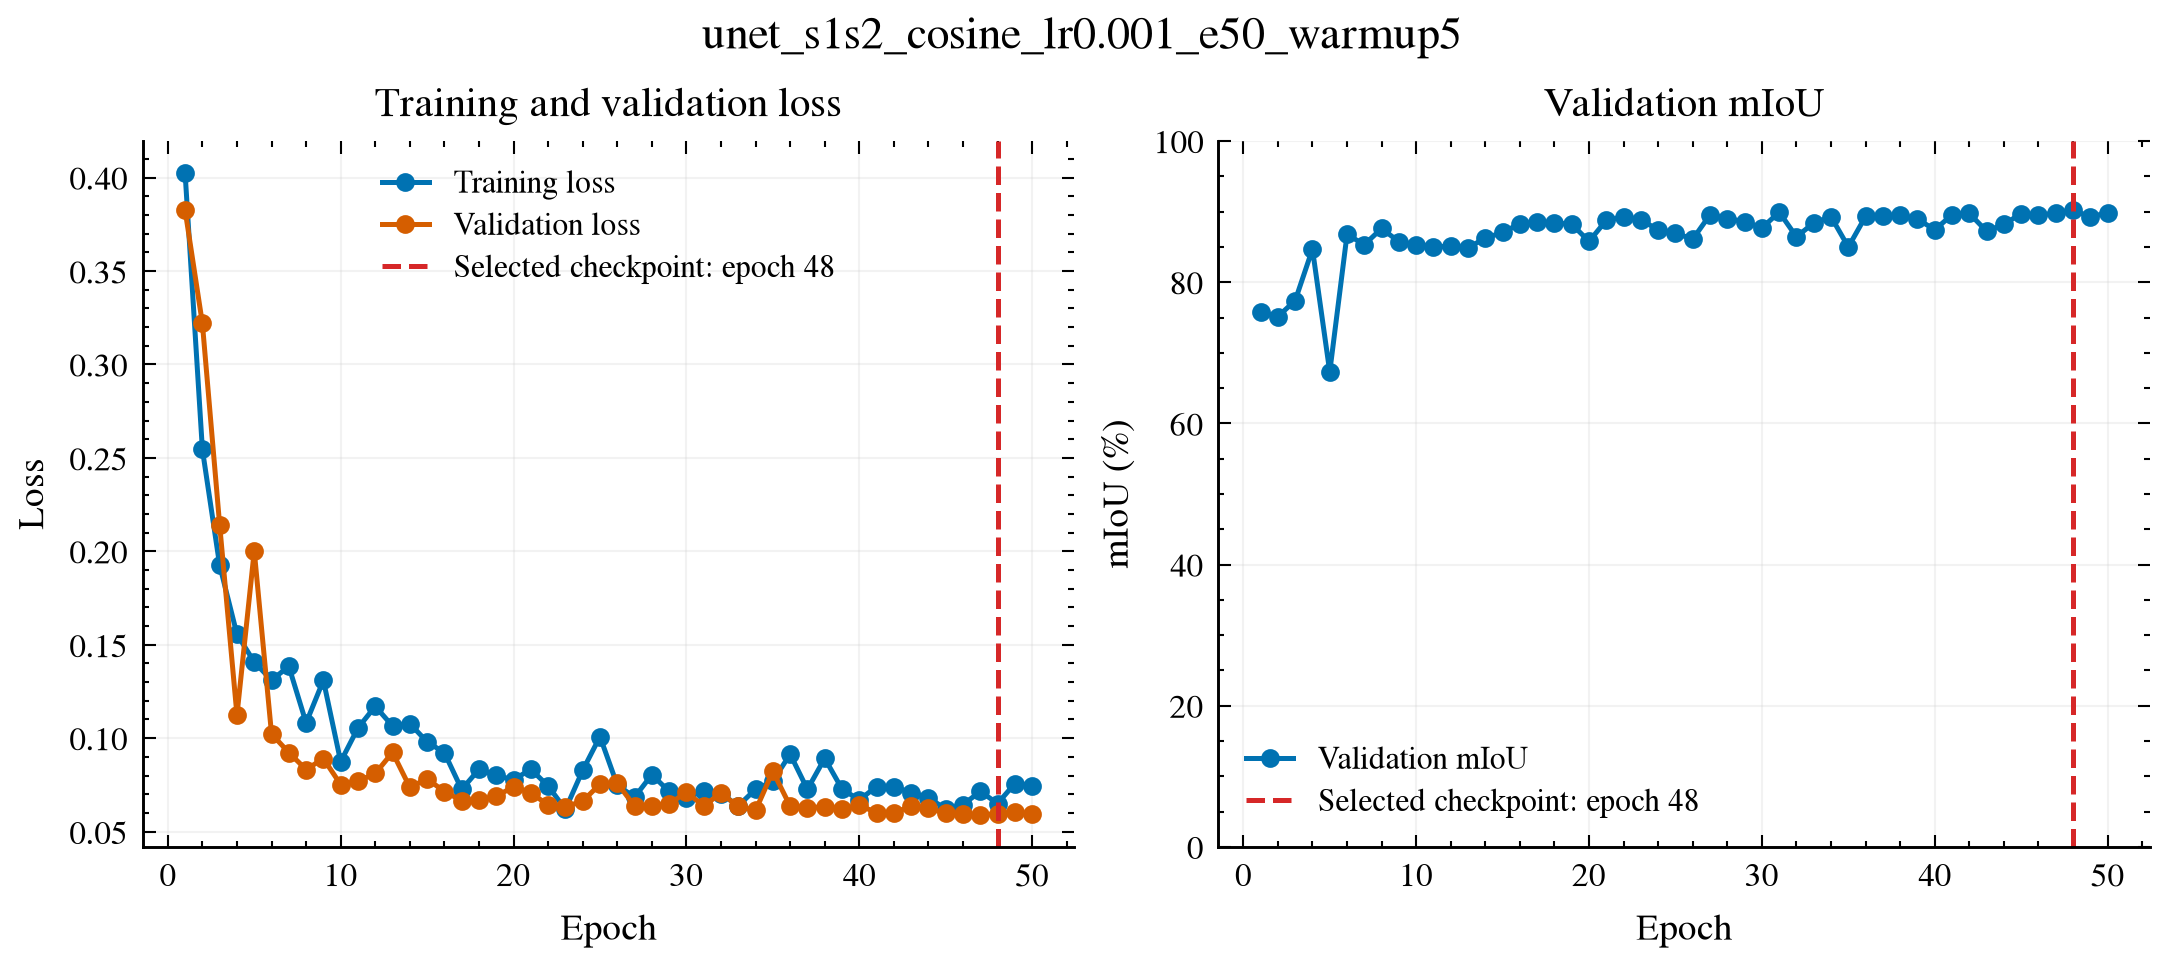 unet_s1s2_cosine_lr0.001_e50_warmup5
Training and validation loss
0.40
0.35
0.30
0.25
0.20
0.15
0.10
0.05
Loss
Training loss
Validation loss
Selected checkpoint: epoch 48
0 10 20 30 40 50
Epoch
Validation mIoU
100
80
60
40
20
0
mIoU (%)
Validation mIoU
Selected checkpoint: epoch 48
0 10 20 30 40 50
Epoch